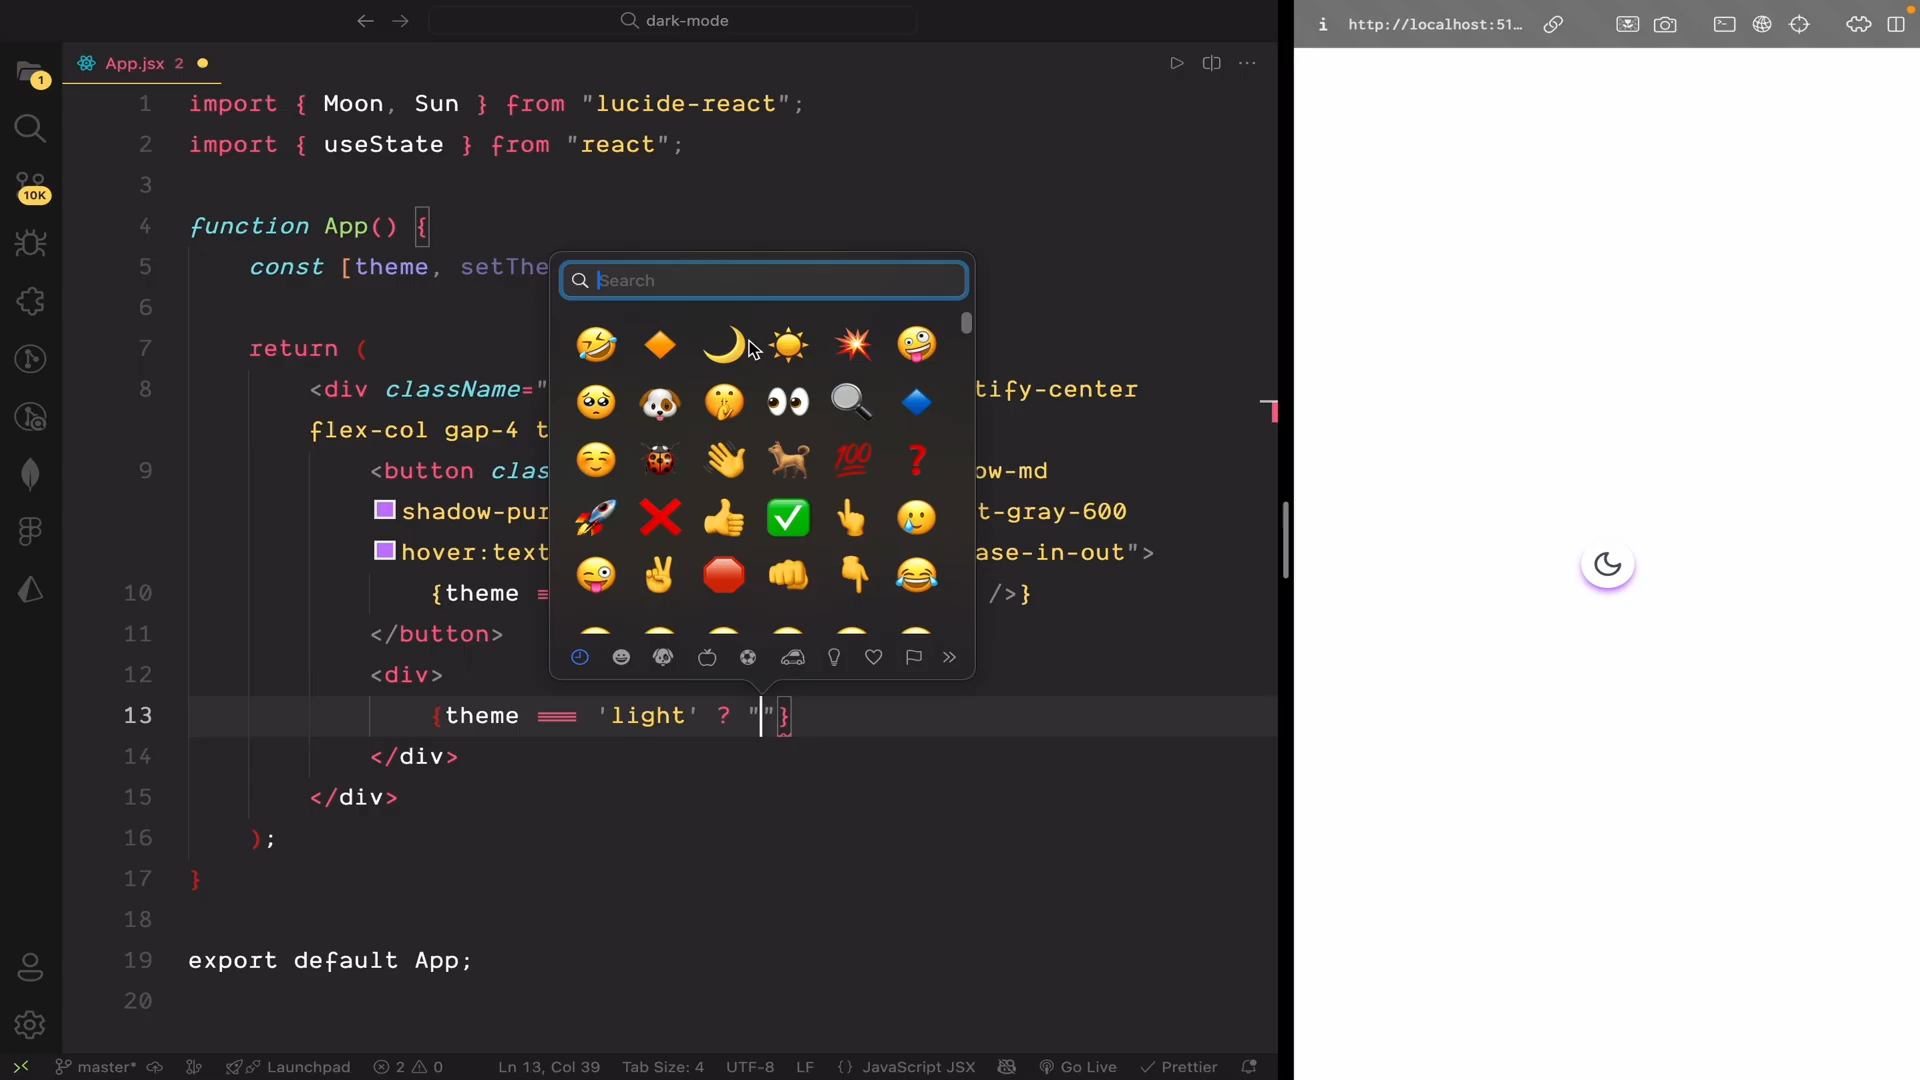 dark-mode
http://localhost:51…
1
App.jsx 2
10K
1 import { Moon, Sun } from "lucide-react";
2 import { useState } from "react";
3
4 function App() {
5 const [theme, setThe
6
7 return (
8 <div className=" tify-center
flex-col gap-4 t
9 <button clas ow-md
shadow-pur t-gray-600
hover:text ase-in-out">
10 {theme />}
11 </button>
12 <div>
13 {theme === 'light' ? ""}
14 </div>
15 </div>
16 );
17 }
18
19 export default App;
20
Search
master* Launchpad 2 0 Ln 13, Col 39 Tab Size: 4 UTF-8 LF {} JavaScript JSX Go Live Prettier